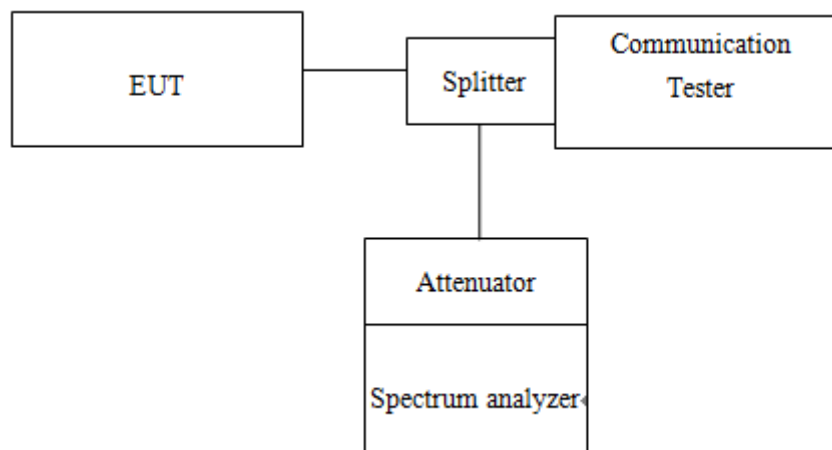 EUT
Splitter
Communication
Tester
Attenuator
Spectrum analyzer